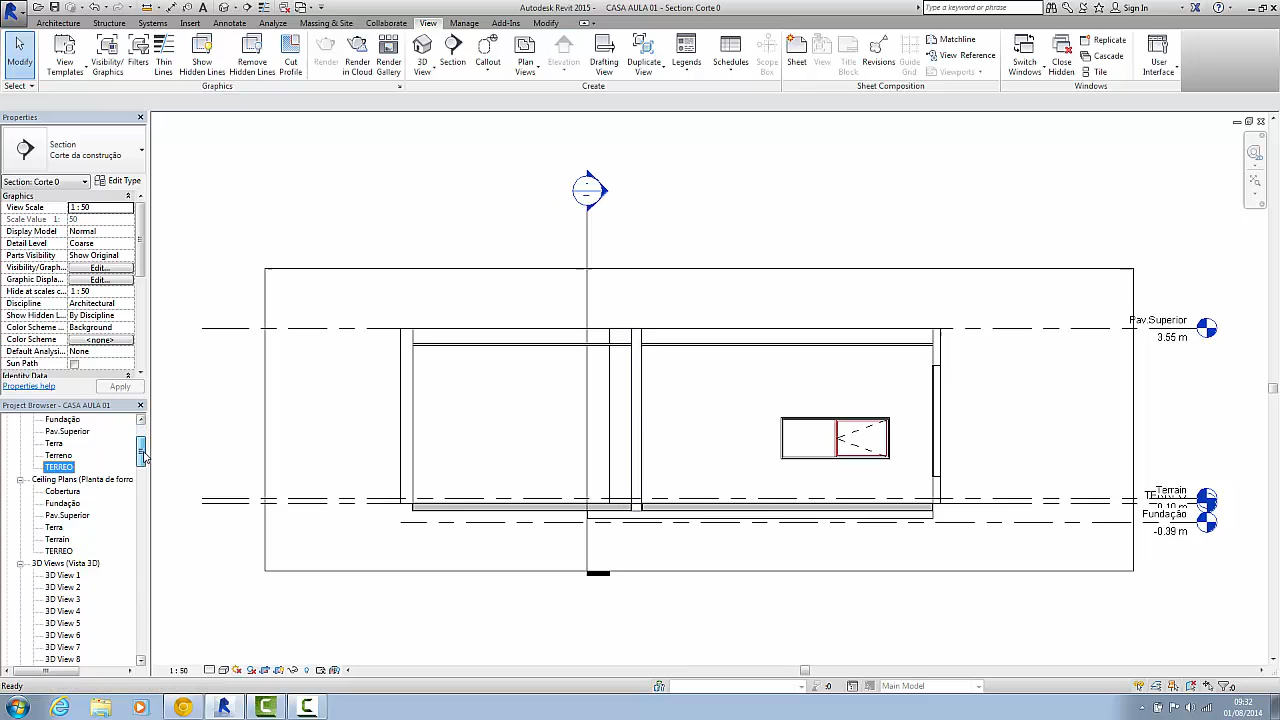 Autodesk Revit 2015 - CASA AULA 01 - Section: Corte 0
Type a keyword or phrase
Sign In
Architecture Structure Systems Insert Annotate Analyze Massing & Site Collaborate View Manage Add-Ins Modify
Modify
View Templates
Visibility/ Graphics
Filters
Thin Lines
Show Hidden Lines
Remove Hidden Lines
Cut Profile
Render
Render in Cloud
Render Gallery
3D View
Section
Callout
Plan Views
Elevation
Drafting View
Duplicate View
Legends
Schedules
Scope Box
Sheet
View
Title Block
Revisions
Guide Grid
Matchline
View Reference
Viewports
Switch Windows
Close Hidden
Replicate
Cascade
Tile
User Interface
Select
Graphics
Create
Sheet Composition
Windows
Properties
Section
Corte da construção
Section: Corte 0
Edit Type
Graphics
View Scale 1 : 50
Scale Value 1: 50
Display Model Normal
Detail Level Coarse
Parts Visibility Show Original
Visibility/Graph... Edit...
Graphic Displa... Edit...
Hide at scales c... 1 : 50
Discipline Architectural
Show Hidden L... By Discipline
Color Scheme ... Background
Color Scheme <none>
Default Analysi... None
Sun Path
Identity Data
Properties help
Apply
Project Browser - CASA AULA 01
Fundação
Pav.Superior
Terra
Terreno
TERREO
Ceiling Plans (Planta de forro
Cobertura
Fundação
Pav.Superior
Terra
Terrain
TERREO
3D Views (Vista 3D)
3D View 1
3D View 2
3D View 3
3D View 4
3D View 5
3D View 6
3D View 7
3D View 8
Pav.Superior
3.55 m
Terrain
Fundação
-0.39 m
1 : 50
Ready
:0
Main Model
:0
09:32
01/08/2014